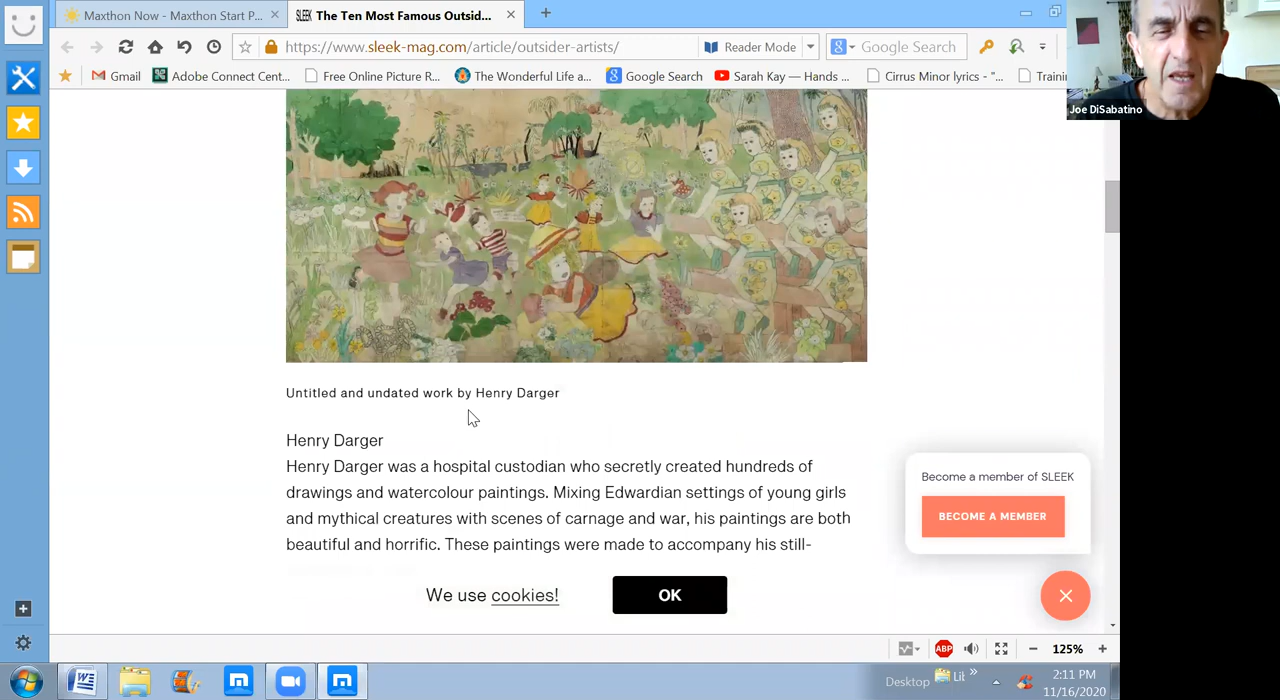 Maxthon Now - Maxthon Start P...
SLEEK The Ten Most Famous Outsid...
https://www.sleek-mag.com/article/outsider-artists/
Reader Mode
Google Search
Gmail
Adobe Connect Cent...
Free Online Picture R...
The Wonderful Life a...
Google Search
Sarah Kay — Hands ...
Cirrus Minor lyrics - "...
Traini
Joe DiSabatino
Untitled and undated work by Henry Darger
Henry Darger
Henry Darger was a hospital custodian who secretly created hundreds of
drawings and watercolour paintings. Mixing Edwardian settings of young girls
and mythical creatures with scenes of carnage and war, his paintings are both
beautiful and horrific. These paintings were made to accompany his still-
Become a member of SLEEK
BECOME A MEMBER
We use cookies!
OK
ABP
125%
Desktop
Lil
2:11 PM
11/16/2020